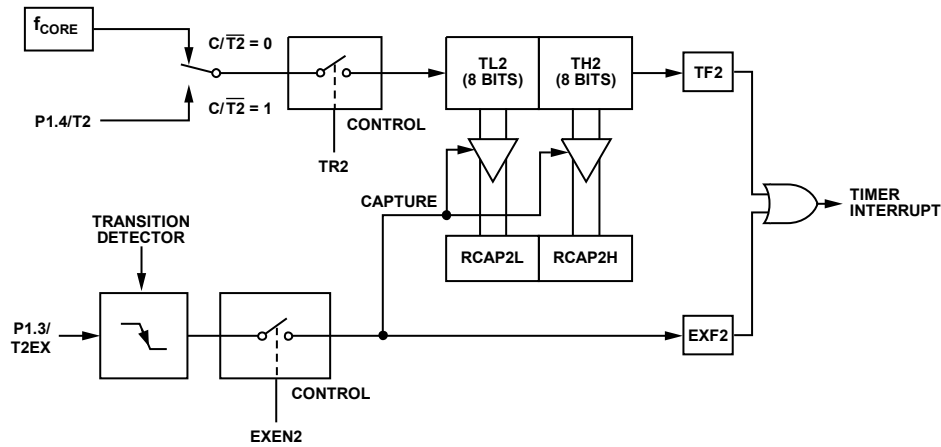 fCORE
C/T2 = 0
C/T2 = 1
P1.4/T2
CONTROL
TR2
TL2
(8 BITS)
TH2
(8 BITS)
TF2
CAPTURE
RCAP2L
RCAP2H
TIMER
INTERRUPT
TRANSITION
DETECTOR
P1.3/
T2EX
CONTROL
EXEN2
EXF2